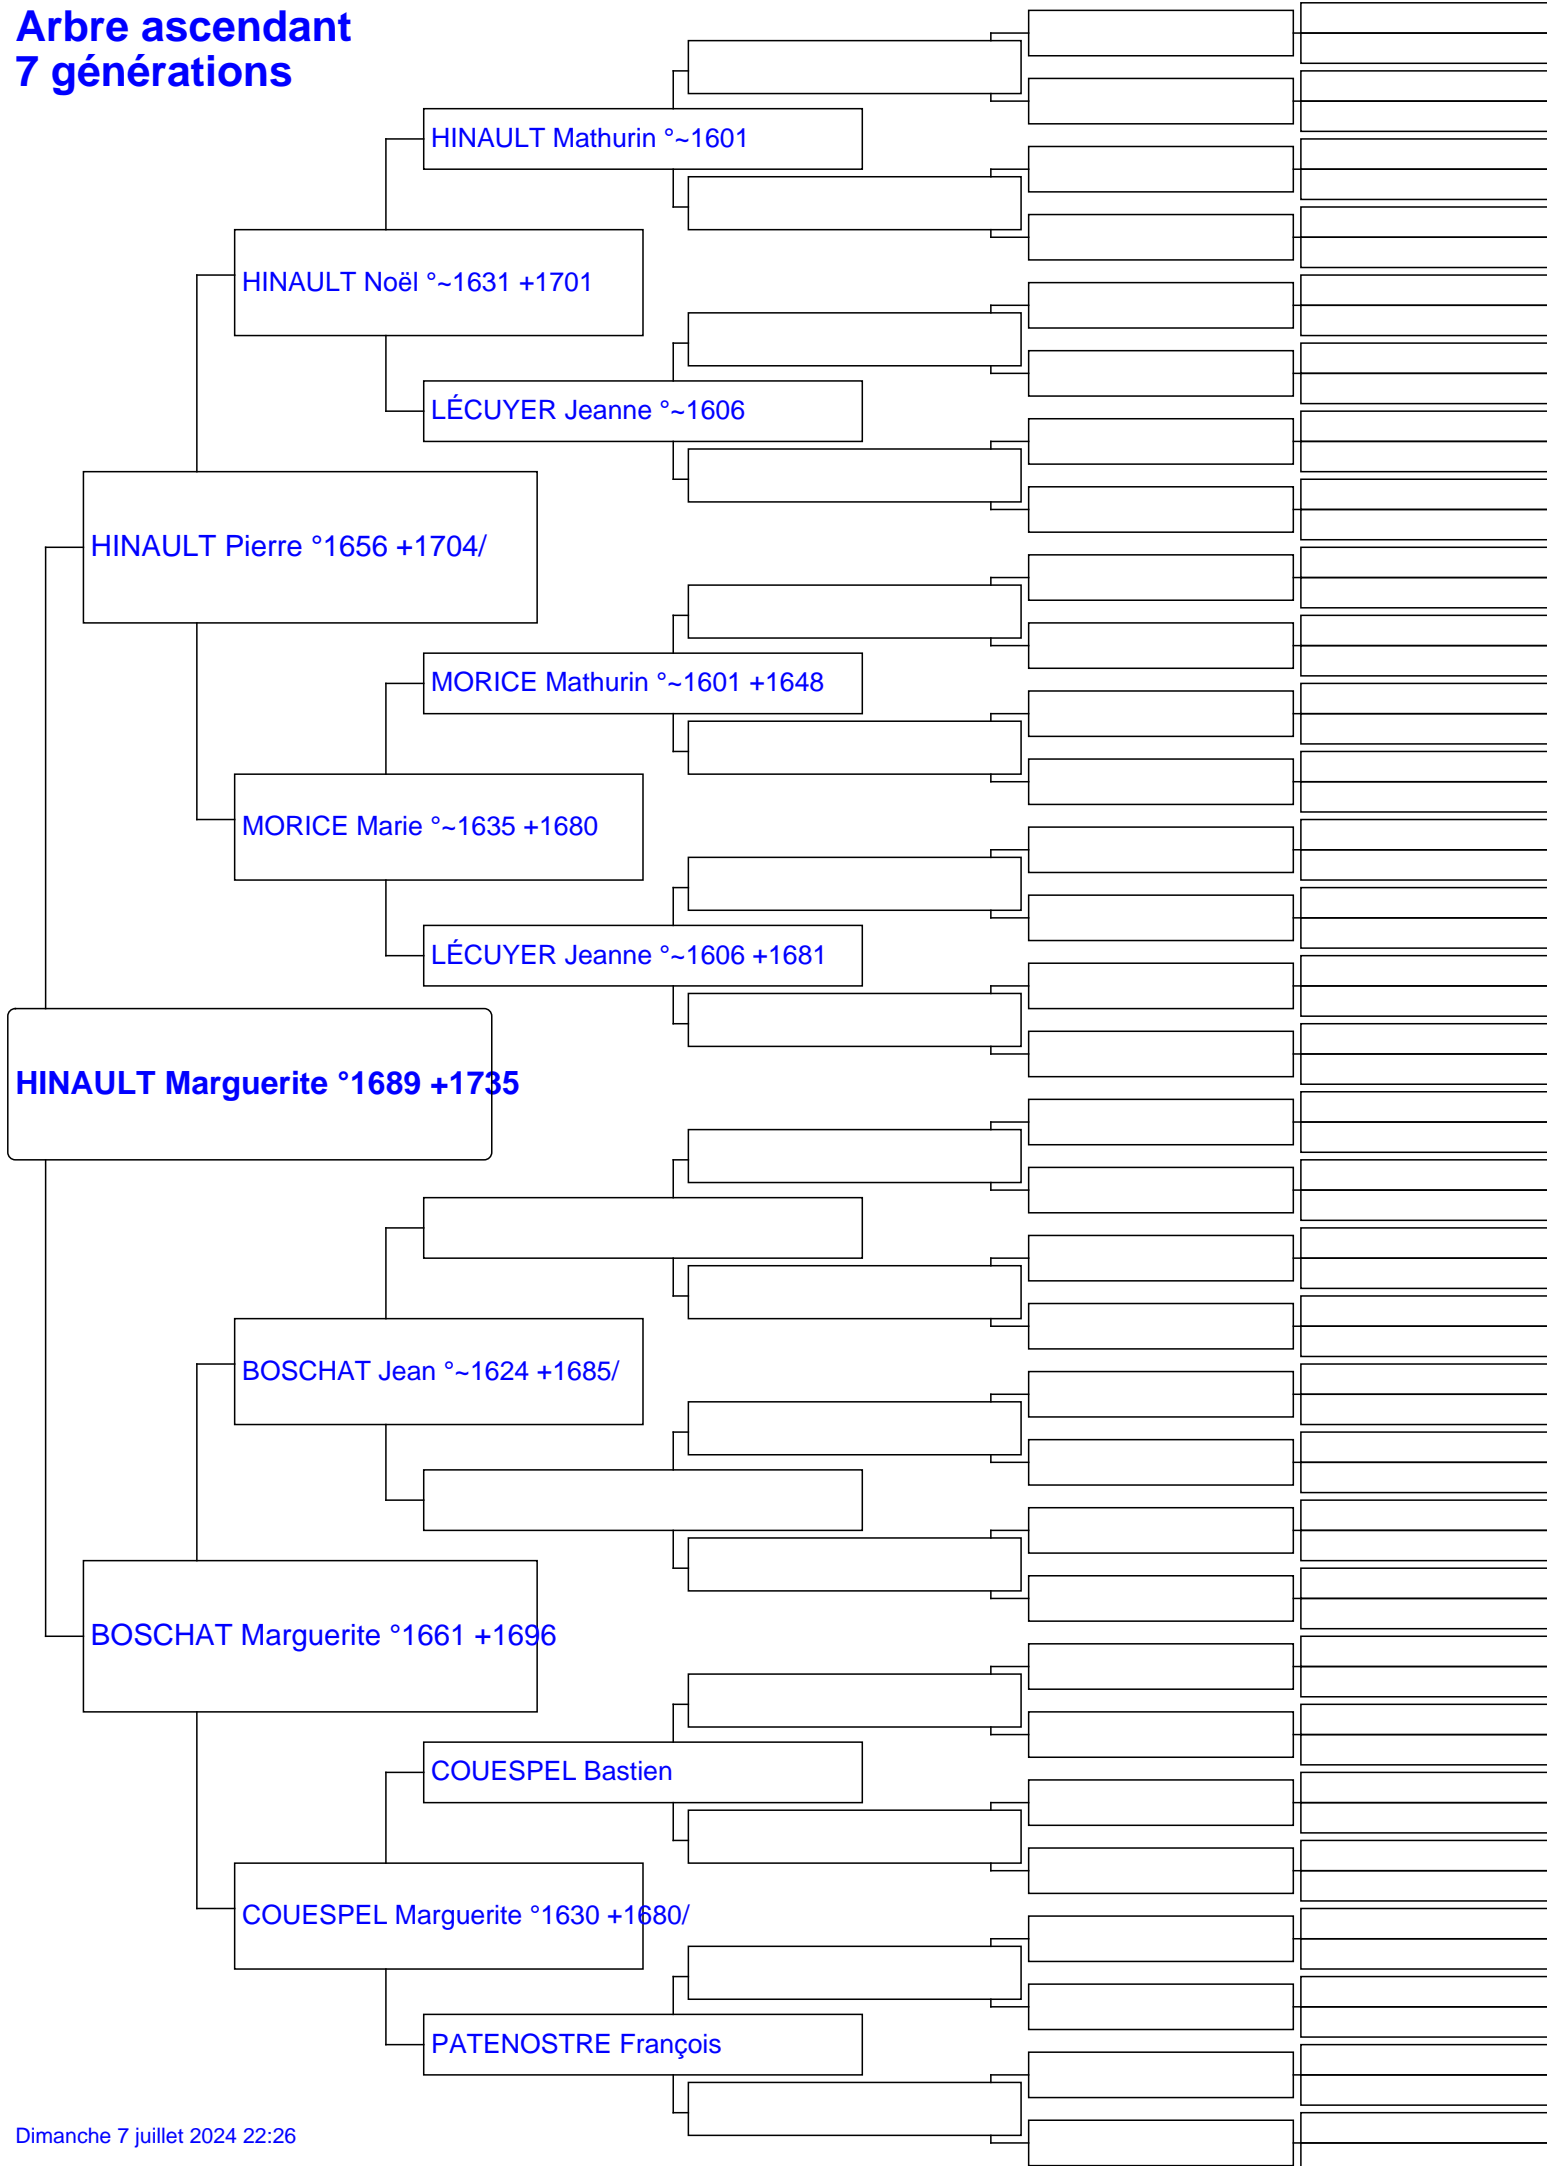 Arbre ascendant
7 générations
HINAULT Mathurin °~1601
HINAULT Noël °~1631 +1701
LÉCUYER Jeanne °~1606
HINAULT Pierre °1656 +1704/
MORICE Mathurin °~1601 +1648
MORICE Marie °~1635 +1680
LÉCUYER Jeanne °~1606 +1681
HINAULT Marguerite °1689 +1735
BOSCHAT Jean °~1624 +1685/
BOSCHAT Marguerite °1661 +1696
COUESPEL Bastien
COUESPEL Marguerite °1630 +1680/
PATENOSTRE François
Dimanche 7 juillet 2024 22:26